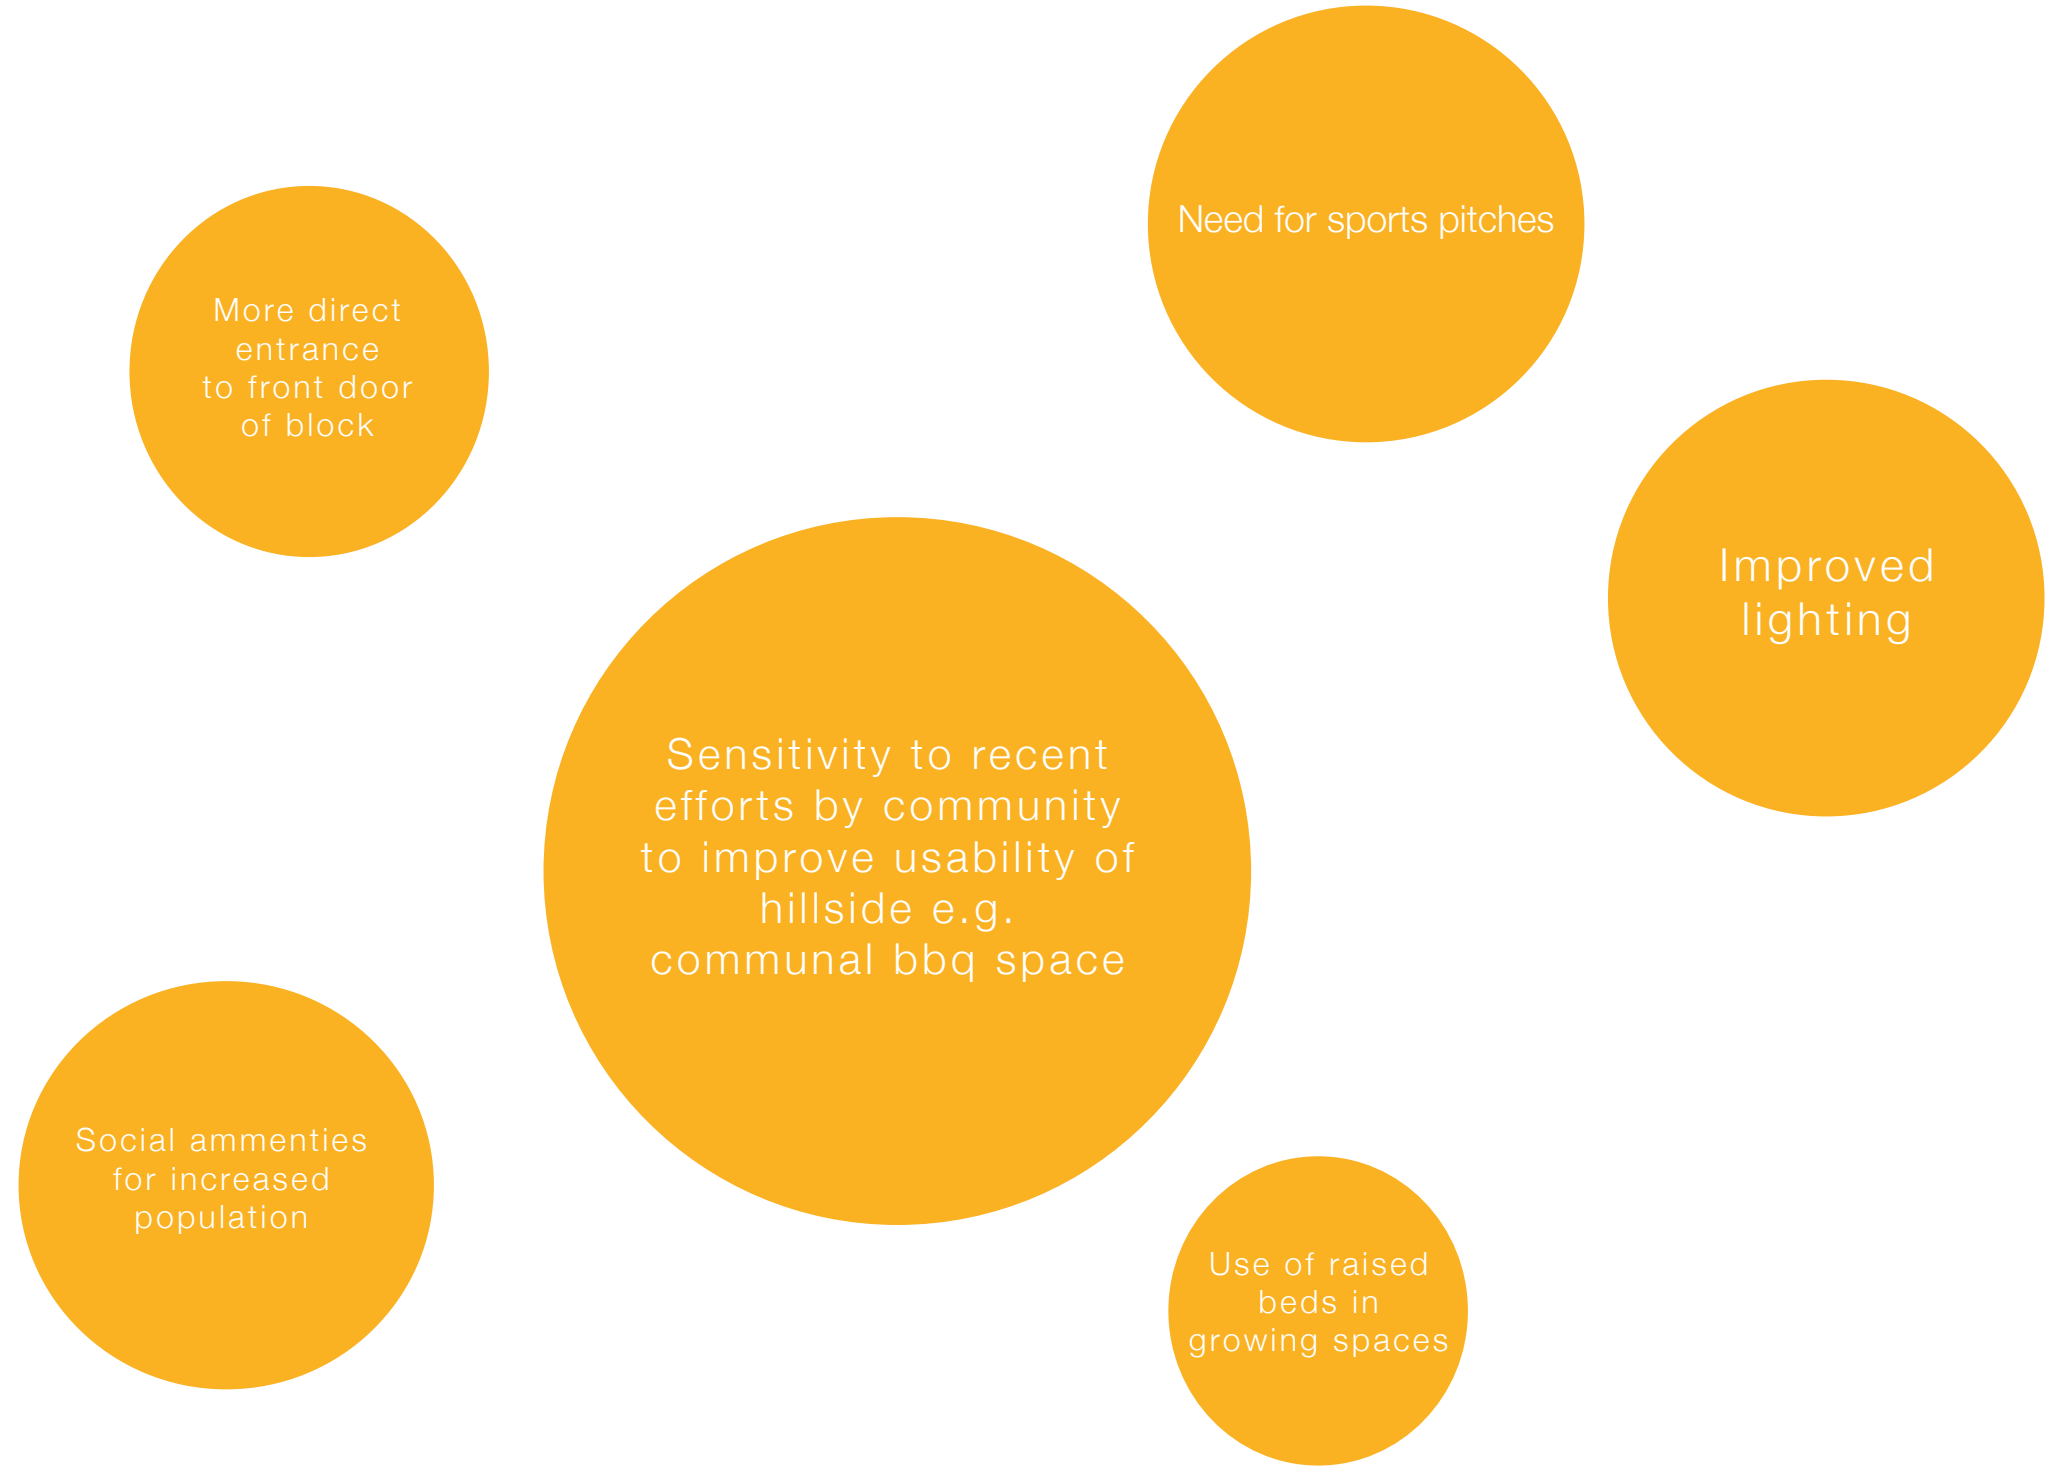 Need for sports pitches
More direct
entrance
to front door
of block
Improved
lighting
Sensitivity to recent
efforts by community
to improve usability of
hillside e.g.
communal bbq space
Social ammenties
for increased
population
Use of raised
beds in
growing spaces